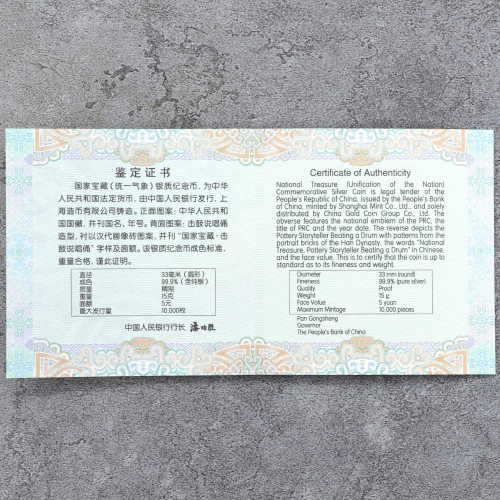 鉴定证书
国家宝藏（统一气象）银质纪念币，为中华
人民共和国法定货币，由中国人民银行发行，上
海造币有限公司铸造。正面图案：中华人民共和
国国徽，并刊国名、年号。背面图案：击鼓说唱俑
造型，衬以汉代画像砖图案，并刊“国家宝藏·击
鼓说唱俑”字样及面额。该银质纪念币成色标准，
重量合格，谨此证明。
直径 33毫米（圆形）
成色 99.9%（含纯银）
质量 精制
重量 15克
面额 5元
最大发行量 10,000枚
中国人民银行行长 潘功胜
Certificate of Authenticity
National Treasure (Unification of the Nation)
Commemorative Silver Coin is legal tender of the
People's Republic of China, issued by the People's Bank
of China, minted by Shanghai Mint Co., Ltd., and solely
distributed by China Gold Coin Group Co., Ltd. The
obverse features the national emblem of the PRC, the
title of PRC and the year date. The reverse depicts the
Pottery Storyteller Beating a Drum with patterns from the
portrait bricks of the Han Dynasty, the words "National
Treasure, Pottery Storyteller Beating a Drum" in Chinese,
and the face value. This is to certify that the coin is up to
standard as to its fineness and weight.
Diameter 33 mm (round)
Fineness 99.9% (pure silver)
Quality Proof
Weight 15 g
Face Value 5 yuan
Maximum Mintage 10,000 pieces
Pan Gongsheng
Governor
The People's Bank of China